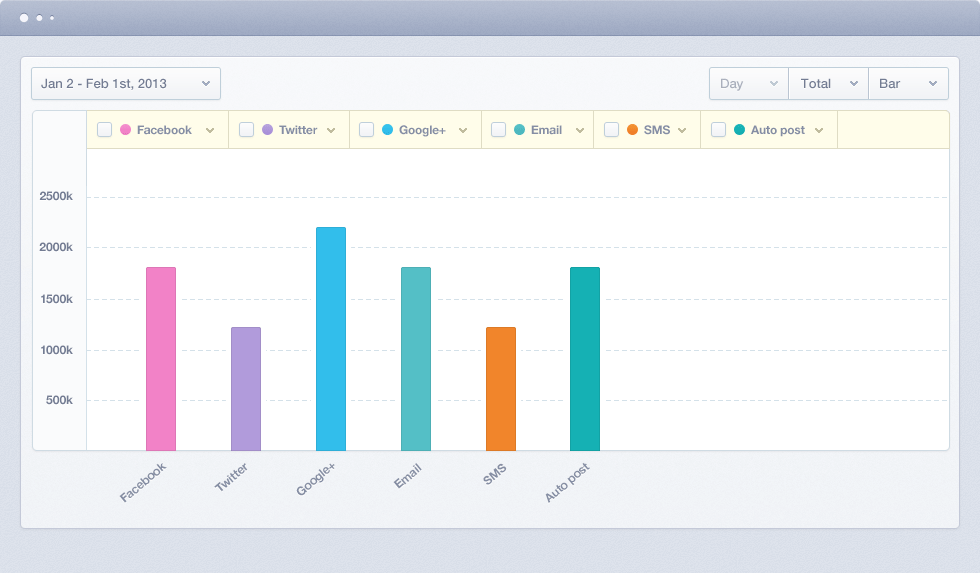 Jan 2 - Feb 1st, 2013
Day
Total
Bar
Facebook
Twitter
Google+
Email
SMS
Auto post
2500k
2000k
1500k
1000k
500k
Facebook
Twitter
Google+
Email
SMS
Auto post